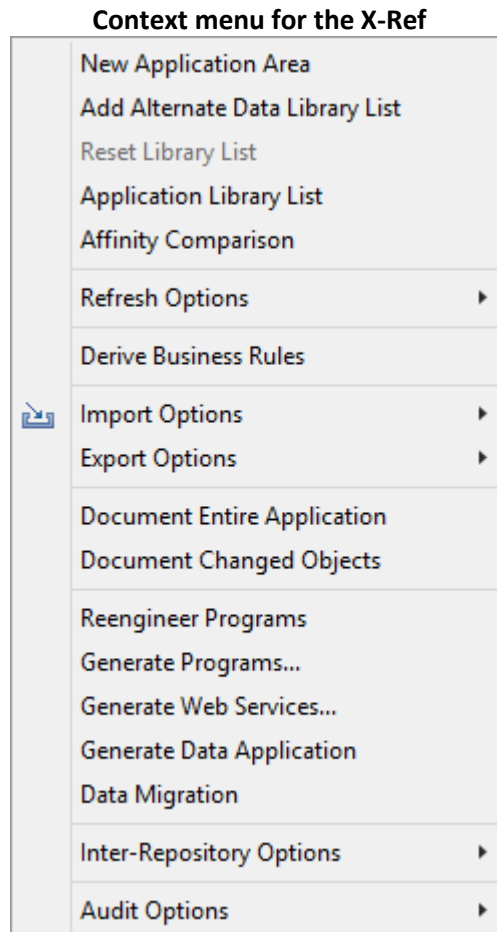 Context menu for the X-Ref
New Application Area
Add Alternate Data Library List
Reset Library List
Application Library List
Affinity Comparison
Refresh Options
Derive Business Rules
Import Options
Export Options
Document Entire Application
Document Changed Objects
Reengineer Programs
Generate Programs...
Generate Web Services...
Generate Data Application
Data Migration
Inter-Repository Options
Audit Options